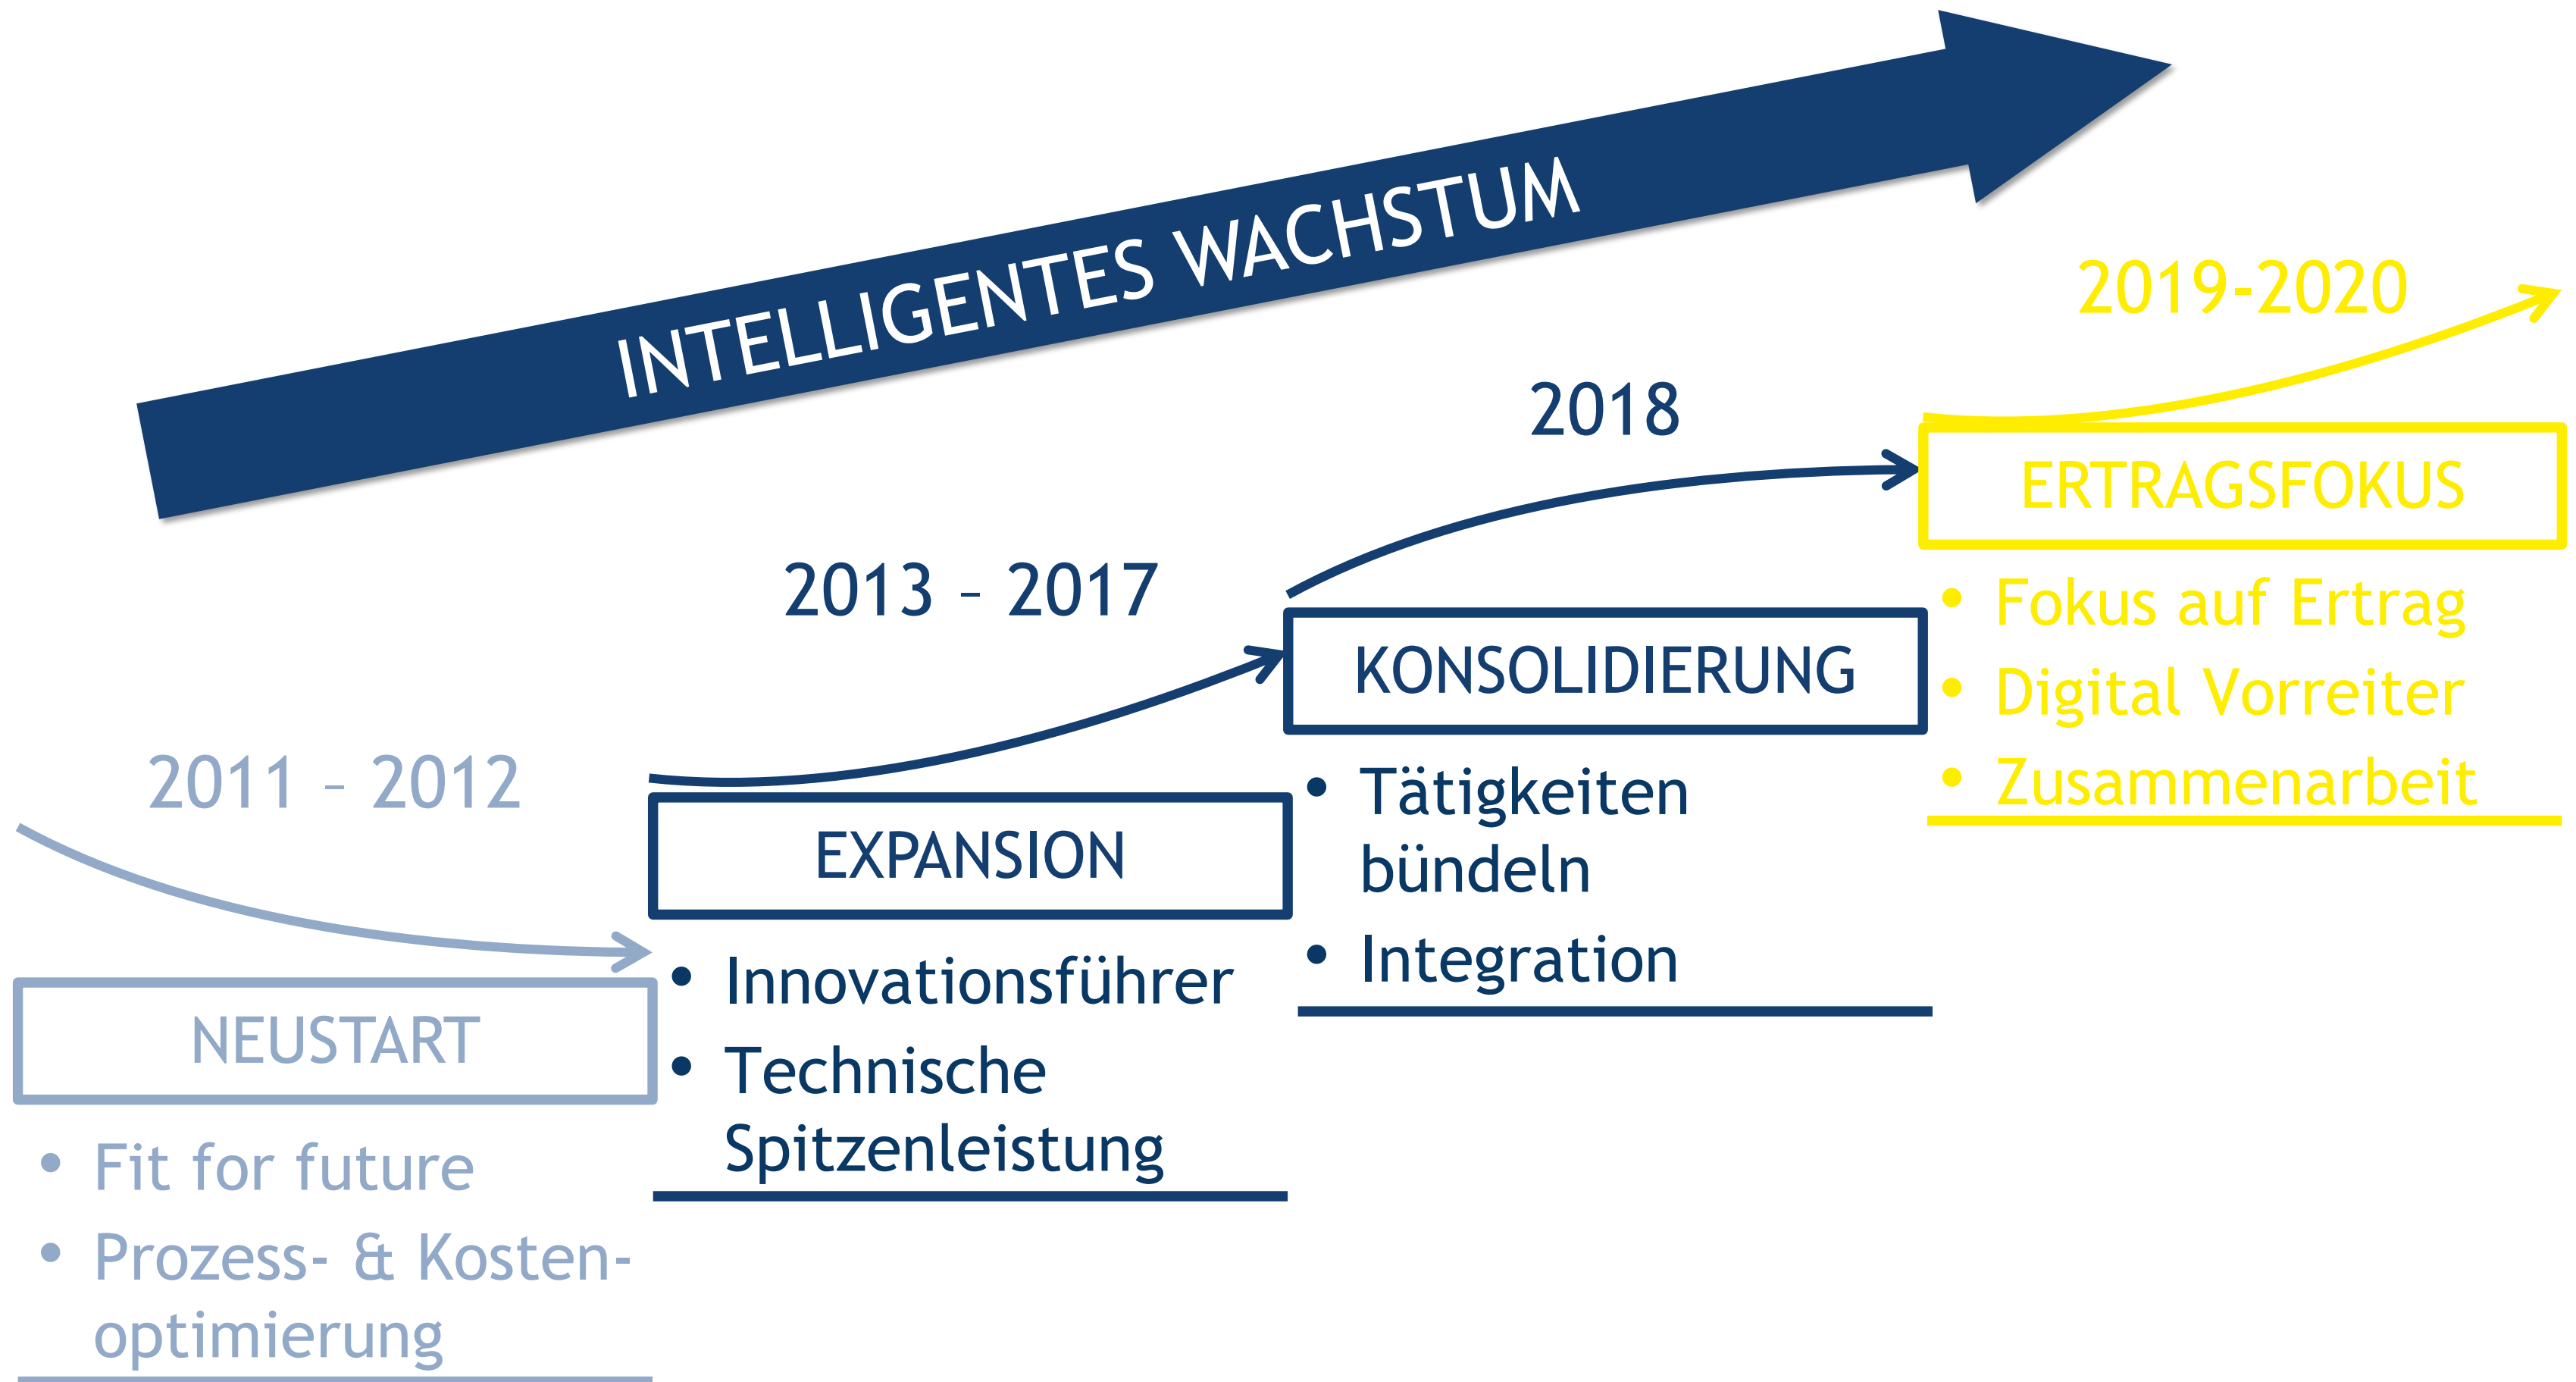 INTELLIGENTES WACHSTUM
2011 – 2012
NEUSTART
• Fit for future
• Prozess- & Kosten-
optimierung
2013 – 2017
EXPANSION
• Innovationsführer
• Technische
Spitzenleistung
2018
KONSOLIDIERUNG
• Tätigkeiten
bündeln
• Integration
2019-2020
ERTRAGSFOKUS
• Fokus auf Ertrag
• Digital Vorreiter
• Zusammenarbeit